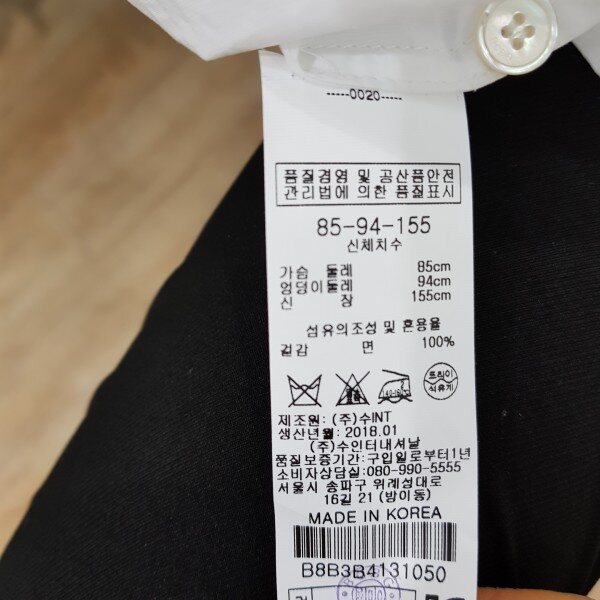 -----0020-----
품질경영 및 공산품안전
관리법에 의한 품질표시
85-94-155
신체치수
가슴 둘레 85cm
엉덩이둘레 94cm
신 장 155cm
섬유의조성 및 혼용율
겉감 면 100%
드라이
석유계
제조원: (주)수INT
생산년월: 2018.01
(주)수인터내셔날
품질보증기간: 구입일로부터1년
소비자상담실: 080-990-5555
서울시 송파구 위례성대로
16길 21 (방이동)
MADE IN KOREA
B8B3B4131050